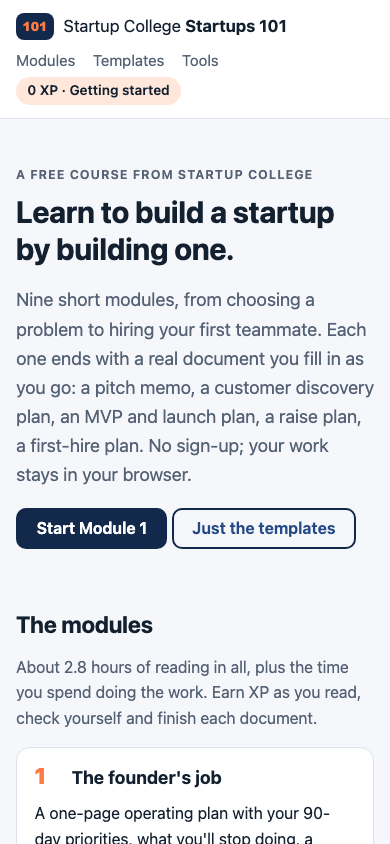 101 Startup College Startups 101
Modules Templates Tools
0 XP · Getting started
A FREE COURSE FROM STARTUP COLLEGE
Learn to build a startup
by building one.
Nine short modules, from choosing a
problem to hiring your first teammate. Each
one ends with a real document you fill in as
you go: a pitch memo, a customer discovery
plan, an MVP and launch plan, a raise plan,
a first-hire plan. No sign-up; your work
stays in your browser.
Start Module 1 Just the templates
The modules
About 2.8 hours of reading in all, plus the time
you spend doing the work. Earn XP as you read,
check yourself and finish each document.
1 The founder's job
A one-page operating plan with your 90-
day priorities, what you'll stop doing, a